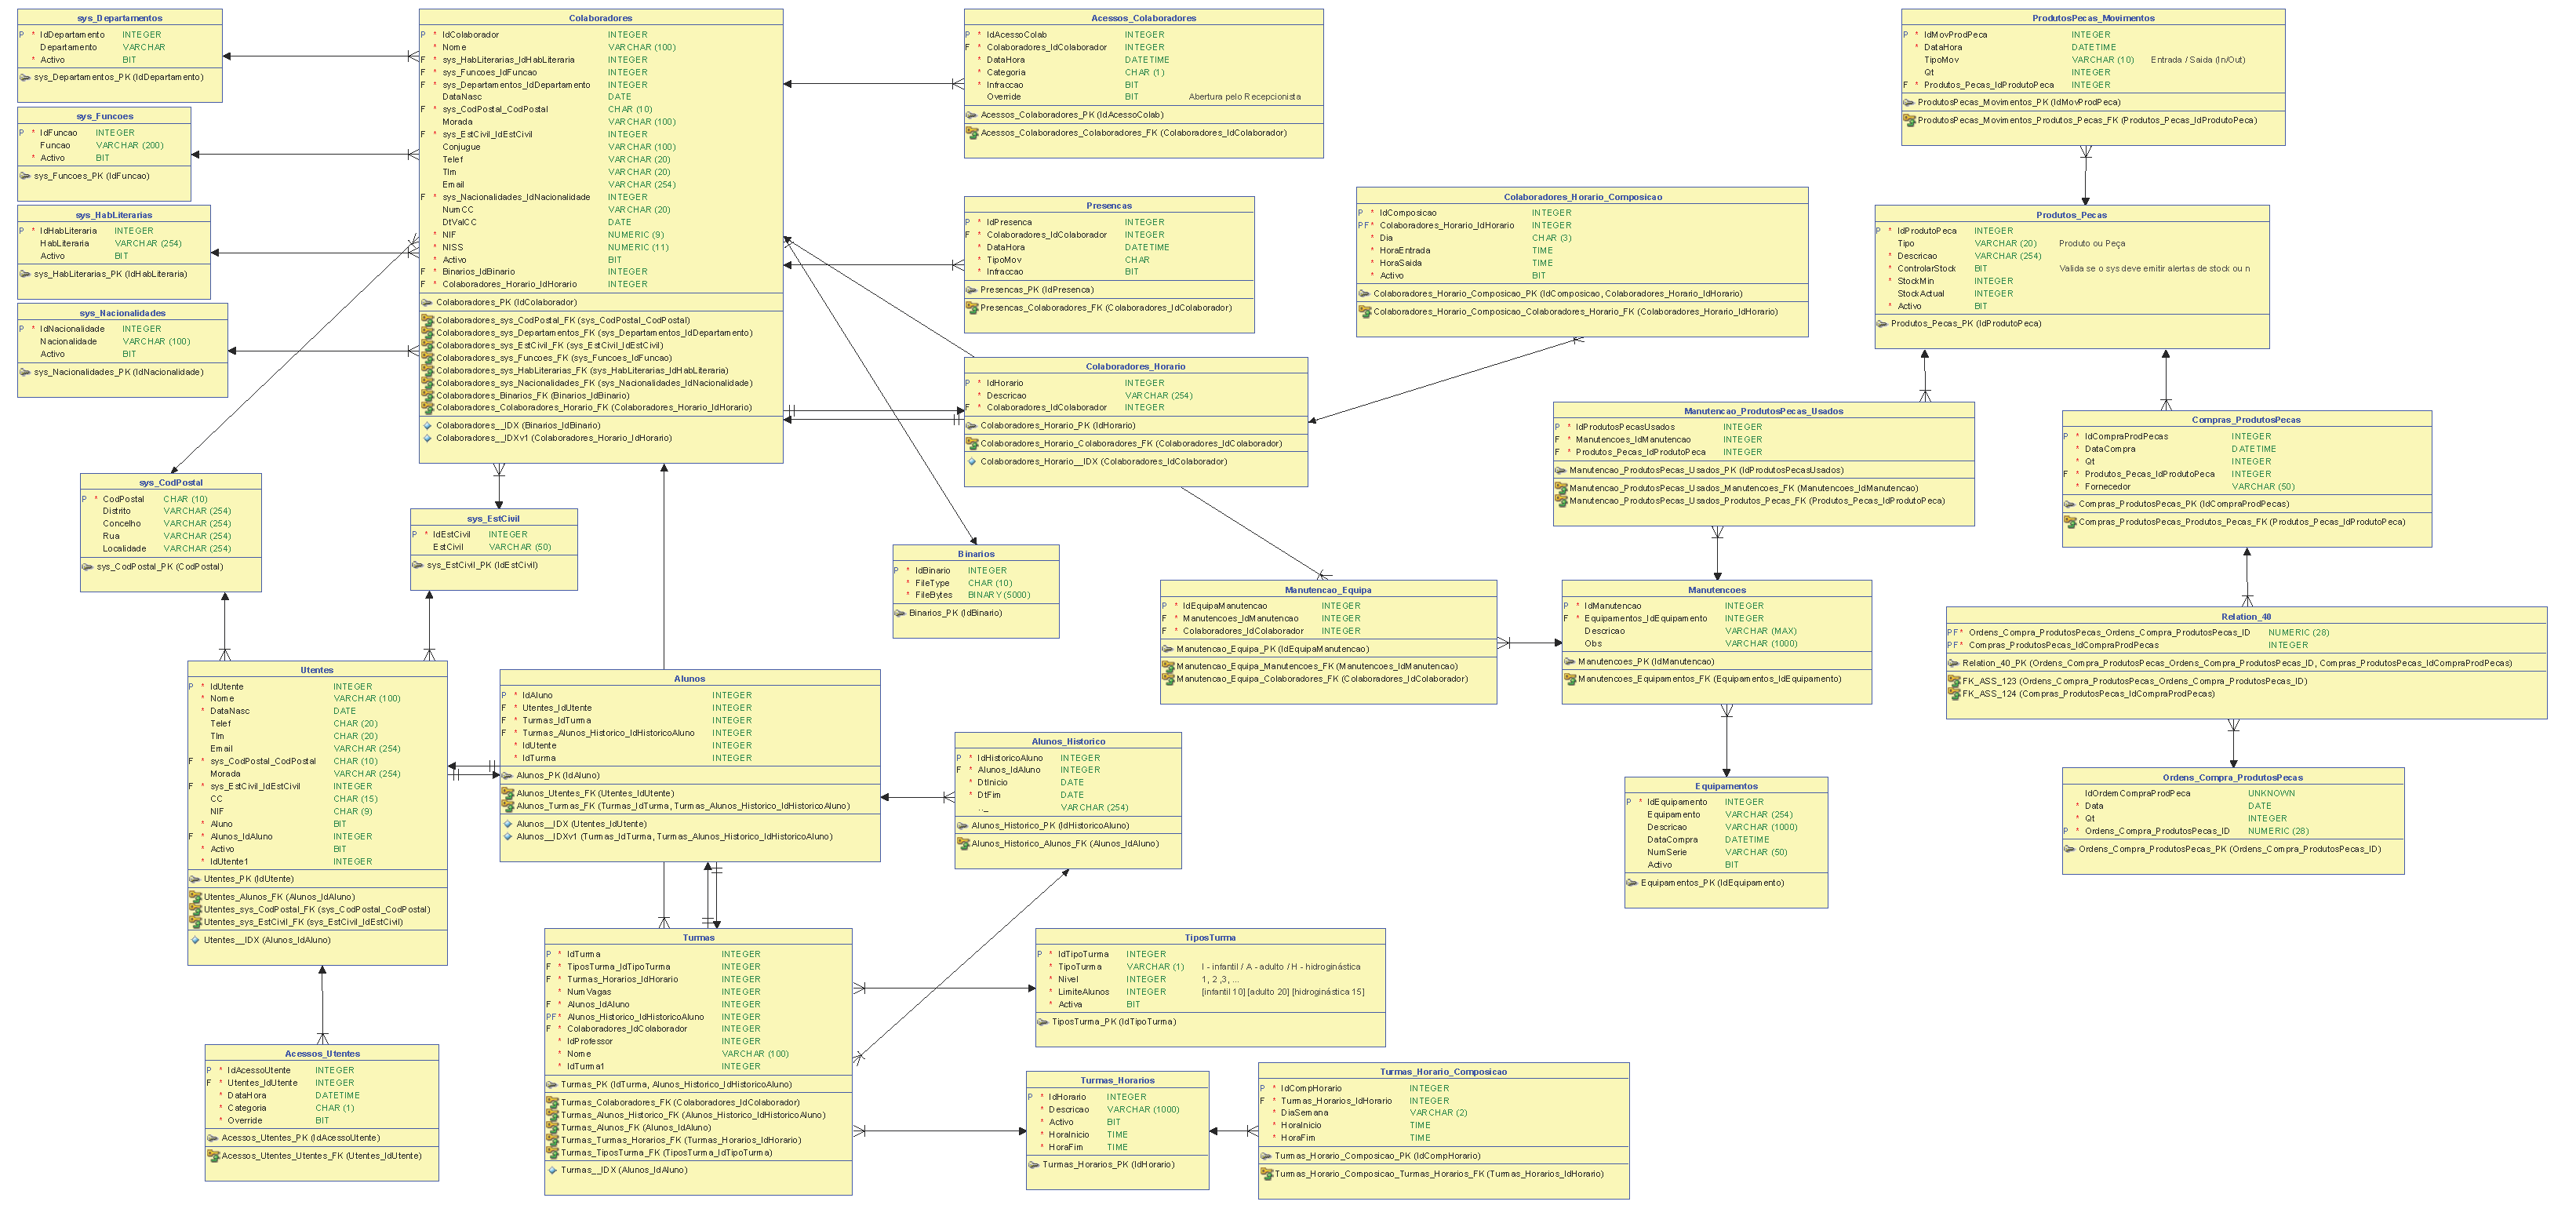 sys_Departamentos
P * IdDepartamento INTEGER
Departamento VARCHAR
* Activo BIT
sys_Departamentos_PK (IdDepartamento)
sys_Funcoes
P * IdFuncao INTEGER
Funcao VARCHAR (200)
* Activo BIT
sys_Funcoes_PK (IdFuncao)
sys_HabLiterarias
P * IdHabLiteraria INTEGER
HabLiteraria VARCHAR (254)
Activo BIT
sys_HabLiterarias_PK (IdHabLiteraria)
sys_Nacionalidades
P * IdNacionalidade INTEGER
Nacionalidade VARCHAR (100)
Activo BIT
sys_Nacionalidades_PK (IdNacionalidade)
Colaboradores
P * IdColaborador INTEGER
* Nome VARCHAR (100)
F * sys_HabLiterarias_IdHabLiteraria INTEGER
F * sys_Funcoes_IdFuncao INTEGER
F * sys_Departamentos_IdDepartamento INTEGER
DataNasc DATE
F * sys_CodPostal_CodPostal CHAR (10)
Morada VARCHAR (100)
F * sys_EstCivil_IdEstCivil INTEGER
Conjugue VARCHAR (100)
Telef VARCHAR (20)
Tlm VARCHAR (20)
Email VARCHAR (254)
F * sys_Nacionalidades_IdNacionalidade INTEGER
NumCC VARCHAR (20)
DtValCC DATE
* NIF NUMERIC (9)
* NISS NUMERIC (11)
* Activo BIT
F * Binarios_IdBinario INTEGER
F * Colaboradores_Horario_IdHorario INTEGER
Colaboradores_PK (IdColaborador)
Colaboradores_sys_CodPostal_FK (sys_CodPostal_CodPostal)
Colaboradores_sys_Departamentos_FK (sys_Departamentos_IdDepartamento)
Colaboradores_sys_EstCivil_FK (sys_EstCivil_IdEstCivil)
Colaboradores_sys_Funcoes_FK (sys_Funcoes_IdFuncao)
Colaboradores_sys_HabLiterarias_FK (sys_HabLiterarias_IdHabLiteraria)
Colaboradores_sys_Nacionalidades_FK (sys_Nacionalidades_IdNacionalidade)
Colaboradores_Binarios_FK (Binarios_IdBinario)
Colaboradores_Colaboradores_Horario_FK (Colaboradores_Horario_IdHorario)
Colaboradores__IDX (Binarios_IdBinario)
Colaboradores__IDXv1 (Colaboradores_Horario_IdHorario)
Acessos_Colaboradores
P * IdAcessoColab INTEGER
F * Colaboradores_IdColaborador INTEGER
* DataHora DATETIME
* Categoria CHAR (1)
* Infraccao BIT
Override BIT Abertura pelo Recepcionista
Acessos_Colaboradores_PK (IdAcessoColab)
Acessos_Colaboradores_Colaboradores_FK (Colaboradores_IdColaborador)
Presencas
P * IdPresenca INTEGER
F * Colaboradores_IdColaborador INTEGER
* DataHora DATETIME
* TipoMov CHAR
* Infraccao BIT
Presencas_PK (IdPresenca)
Presencas_Colaboradores_FK (Colaboradores_IdColaborador)
Colaboradores_Horario_Composicao
P * IdComposicao INTEGER
PF * Colaboradores_Horario_IdHorario INTEGER
* Dia CHAR (3)
* HoraEntrada TIME
* HoraSaida TIME
* Activo BIT
Colaboradores_Horario_Composicao_PK (IdComposicao, Colaboradores_Horario_IdHorario)
Colaboradores_Horario_Composicao_Colaboradores_Horario_FK (Colaboradores_Horario_IdHorario)
Colaboradores_Horario
P * IdHorario INTEGER
* Descricao VARCHAR (254)
F * Colaboradores_IdColaborador INTEGER
Colaboradores_Horario_PK (IdHorario)
Colaboradores_Horario_Colaboradores_FK (Colaboradores_IdColaborador)
Colaboradores_Horario__IDX (Colaboradores_IdColaborador)
ProdutosPecas_Movimentos
P * IdMovProdPeca INTEGER
* DataHora DATETIME
TipoMov VARCHAR (10) Entrada / Saida (In/Out)
Qt INTEGER
F * Produtos_Pecas_IdProdutoPeca INTEGER
ProdutosPecas_Movimentos_PK (IdMovProdPeca)
ProdutosPecas_Movimentos_Produtos_Pecas_FK (Produtos_Pecas_IdProdutoPeca)
Produtos_Pecas
P * IdProdutoPeca INTEGER
Tipo VARCHAR (20) Produto ou Peça
* Descricao VARCHAR (254)
* ControlarStock BIT Valida se o sys deve emitir alertas de stock ou n
* StockMin INTEGER
StockActual INTEGER
* Activo BIT
Produtos_Pecas_PK (IdProdutoPeca)
Manutencao_ProdutosPecas_Usados
P * IdProdutosPecasUsados INTEGER
F * Manutencoes_IdManutencao INTEGER
F * Produtos_Pecas_IdProdutoPeca INTEGER
Manutencao_ProdutosPecas_Usados_PK (IdProdutosPecasUsados)
Manutencao_ProdutosPecas_Usados_Manutencoes_FK (Manutencoes_IdManutencao)
Manutencao_ProdutosPecas_Usados_Produtos_Pecas_FK (Produtos_Pecas_IdProdutoPeca)
Compras_ProdutosPecas
P * IdCompraProdPecas INTEGER
* DataCompra DATETIME
* Qt INTEGER
F * Produtos_Pecas_IdProdutoPeca INTEGER
* Fornecedor VARCHAR (50)
Compras_ProdutosPecas_PK (IdCompraProdPecas)
Compras_ProdutosPecas_Produtos_Pecas_FK (Produtos_Pecas_IdProdutoPeca)
sys_CodPostal
P * CodPostal CHAR (10)
Distrito VARCHAR (254)
Concelho VARCHAR (254)
Rua VARCHAR (254)
Localidade VARCHAR (254)
sys_CodPostal_PK (CodPostal)
sys_EstCivil
P * IdEstCivil INTEGER
EstCivil VARCHAR (50)
sys_EstCivil_PK (IdEstCivil)
Binarios
P * IdBinario INTEGER
* FileType CHAR (10)
* FileBytes BINARY (5000)
Binarios_PK (IdBinario)
Manutencao_Equipa
P * IdEquipaManutencao INTEGER
F * Manutencoes_IdManutencao INTEGER
F * Colaboradores_IdColaborador INTEGER
Manutencao_Equipa_PK (IdEquipaManutencao)
Manutencao_Equipa_Manutencoes_FK (Manutencoes_IdManutencao)
Manutencao_Equipa_Colaboradores_FK (Colaboradores_IdColaborador)
Manutencoes
P * IdManutencao INTEGER
F * Equipamentos_IdEquipamento INTEGER
Descricao VARCHAR (MAX)
Obs VARCHAR (1000)
Manutencoes_PK (IdManutencao)
Manutencoes_Equipamentos_FK (Equipamentos_IdEquipamento)
Relation_40
PF * Ordens_Compra_ProdutosPecas_Ordens_Compra_ProdutosPecas_ID NUMERIC (28)
PF * Compras_ProdutosPecas_IdCompraProdPecas INTEGER
Relation_40_PK (Ordens_Compra_ProdutosPecas_Ordens_Compra_ProdutosPecas_ID, Compras_ProdutosPecas_IdCompraProdPecas)
FK_ASS_123 (Ordens_Compra_ProdutosPecas_Ordens_Compra_ProdutosPecas_ID)
FK_ASS_124 (Compras_ProdutosPecas_IdCompraProdPecas)
Utentes
P * IdUtente INTEGER
* Nome VARCHAR (100)
* DataNasc DATE
Telef CHAR (20)
Tlm CHAR (20)
Email VARCHAR (254)
F * sys_CodPostal_CodPostal CHAR (10)
Morada VARCHAR (254)
F * sys_EstCivil_IdEstCivil INTEGER
CC CHAR (15)
NIF CHAR (9)
* Aluno BIT
F * Alunos_IdAluno INTEGER
* Activo BIT
* IdUtente1 INTEGER
Utentes_PK (IdUtente)
Utentes_Alunos_FK (Alunos_IdAluno)
Utentes_sys_CodPostal_FK (sys_CodPostal_CodPostal)
Utentes_sys_EstCivil_FK (sys_EstCivil_IdEstCivil)
Utentes__IDX (Alunos_IdAluno)
Alunos
P * IdAluno INTEGER
F * Utentes_IdUtente INTEGER
F * Turmas_IdTurma INTEGER
F * Turmas_Alunos_Historico_IdHistoricoAluno INTEGER
* IdUtente INTEGER
* IdTurma INTEGER
Alunos_PK (IdAluno)
Alunos_Utentes_FK (Utentes_IdUtente)
Alunos_Turmas_FK (Turmas_IdTurma, Turmas_Alunos_Historico_IdHistoricoAluno)
Alunos__IDX (Utentes_IdUtente)
Alunos__IDXv1 (Turmas_IdTurma, Turmas_Alunos_Historico_IdHistoricoAluno)
Alunos_Historico
P * IdHistoricoAluno INTEGER
F * Alunos_IdAluno INTEGER
* DtInicio DATE
* DtFim DATE
.._ VARCHAR (254)
Alunos_Historico_PK (IdHistoricoAluno)
Alunos_Historico_Alunos_FK (Alunos_IdAluno)
Equipamentos
P * IdEquipamento INTEGER
Equipamento VARCHAR (254)
Descricao VARCHAR (1000)
DataCompra DATETIME
NumSerie VARCHAR (50)
Activo BIT
Equipamentos_PK (IdEquipamento)
Ordens_Compra_ProdutosPecas
IdOrdemCompraProdPeca UNKNOWN
* Data DATE
* Qt INTEGER
P * Ordens_Compra_ProdutosPecas_ID NUMERIC (28)
Ordens_Compra_ProdutosPecas_PK (Ordens_Compra_ProdutosPecas_ID)
Turmas
P * IdTurma INTEGER
F * TiposTurma_IdTipoTurma INTEGER
F * Turmas_Horarios_IdHorario INTEGER
* NumVagas INTEGER
F * Alunos_IdAluno INTEGER
PF * Alunos_Historico_IdHistoricoAluno INTEGER
F * Colaboradores_IdColaborador INTEGER
* IdProfessor INTEGER
* Nome VARCHAR (100)
* IdTurma1 INTEGER
Turmas_PK (IdTurma, Alunos_Historico_IdHistoricoAluno)
Turmas_Colaboradores_FK (Colaboradores_IdColaborador)
Turmas_Alunos_Historico_FK (Alunos_Historico_IdHistoricoAluno)
Turmas_Alunos_FK (Alunos_IdAluno)
Turmas_Turmas_Horarios_FK (Turmas_Horarios_IdHorario)
Turmas_TiposTurma_FK (TiposTurma_IdTipoTurma)
Turmas__IDX (Alunos_IdAluno)
TiposTurma
P * IdTipoTurma INTEGER
* TipoTurma VARCHAR (1) I - infantil / A - adulto / H - hidroginástica
* Nivel INTEGER 1, 2 ,3, ...
* LimiteAlunos INTEGER [infantil 10] [adulto 20] [hidroginástica 15]
* Activa BIT
TiposTurma_PK (IdTipoTurma)
Acessos_Utentes
P * IdAcessoUtente INTEGER
F * Utentes_IdUtente INTEGER
* DataHora DATETIME
* Categoria CHAR (1)
* Override BIT
Acessos_Utentes_PK (IdAcessoUtente)
Acessos_Utentes_Utentes_FK (Utentes_IdUtente)
Turmas_Horarios
P * IdHorario INTEGER
* Descricao VARCHAR (1000)
* Activo BIT
* HoraInicio TIME
* HoraFim TIME
Turmas_Horarios_PK (IdHorario)
Turmas_Horario_Composicao
P * IdCompHorario INTEGER
F * Turmas_Horarios_IdHorario INTEGER
* DiaSemana VARCHAR (2)
* HoraInicio TIME
* HoraFim TIME
Turmas_Horario_Composicao_PK (IdCompHorario)
Turmas_Horario_Composicao_Turmas_Horarios_FK (Turmas_Horarios_IdHorario)